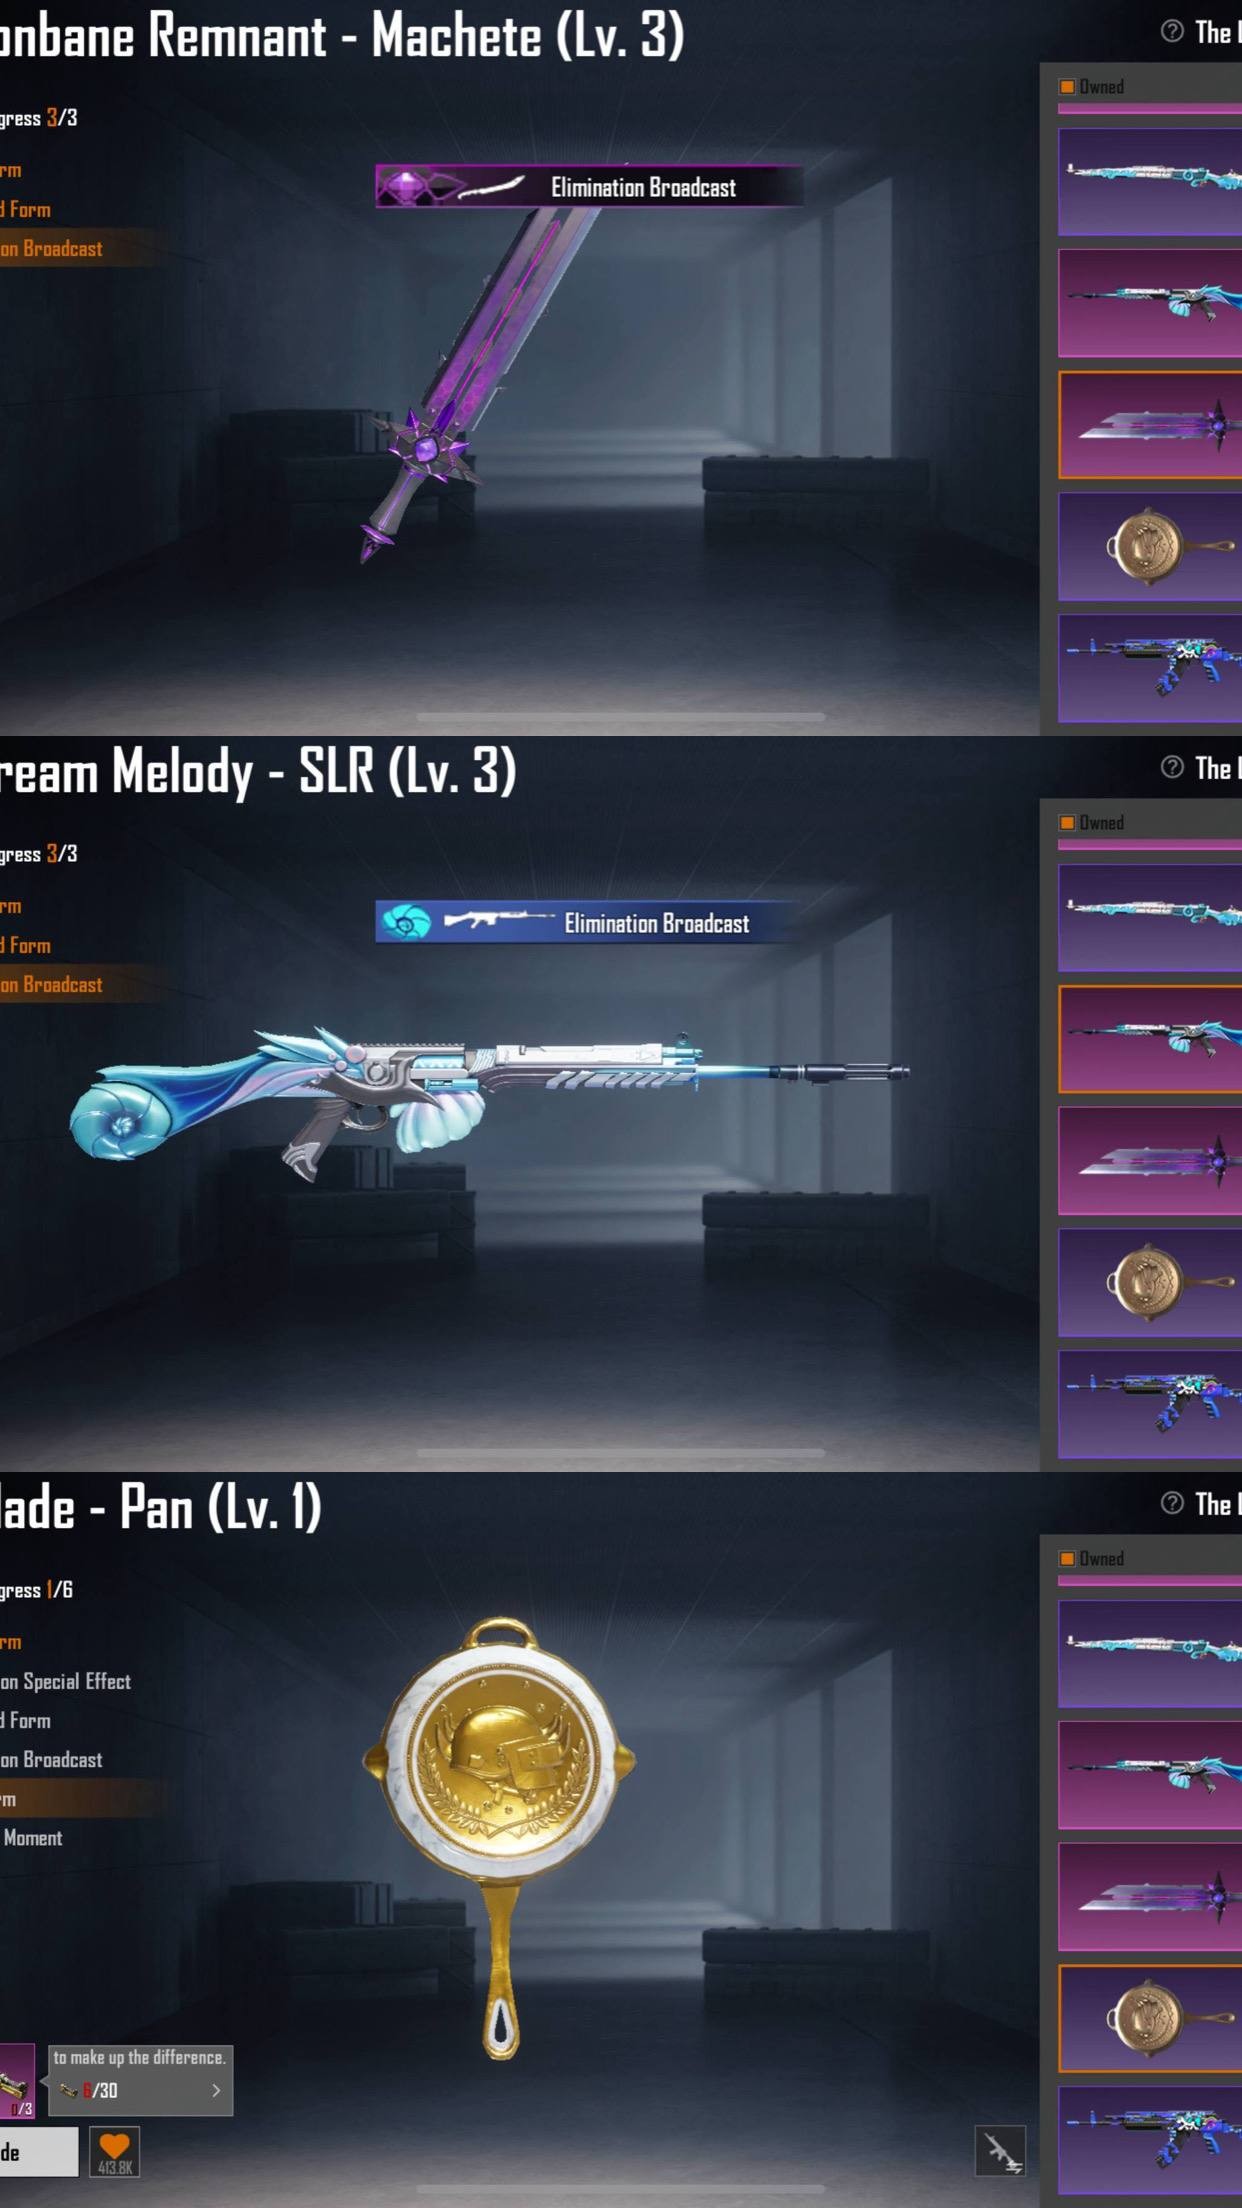 onbane Remnant - Machete (Lv. 3)
The
Owned
gress 3/3
rm
d Form
on Broadcast
Elimination Broadcast
ream Melody - SLR (Lv. 3)
The
Owned
gress 3/3
rm
d Form
on Broadcast
Elimination Broadcast
lade - Pan (Lv. 1)
The
Owned
gress 1/6
rm
on Special Effect
d Form
on Broadcast
rm
Moment
to make up the difference.
6/30
0/3
de
413.8K